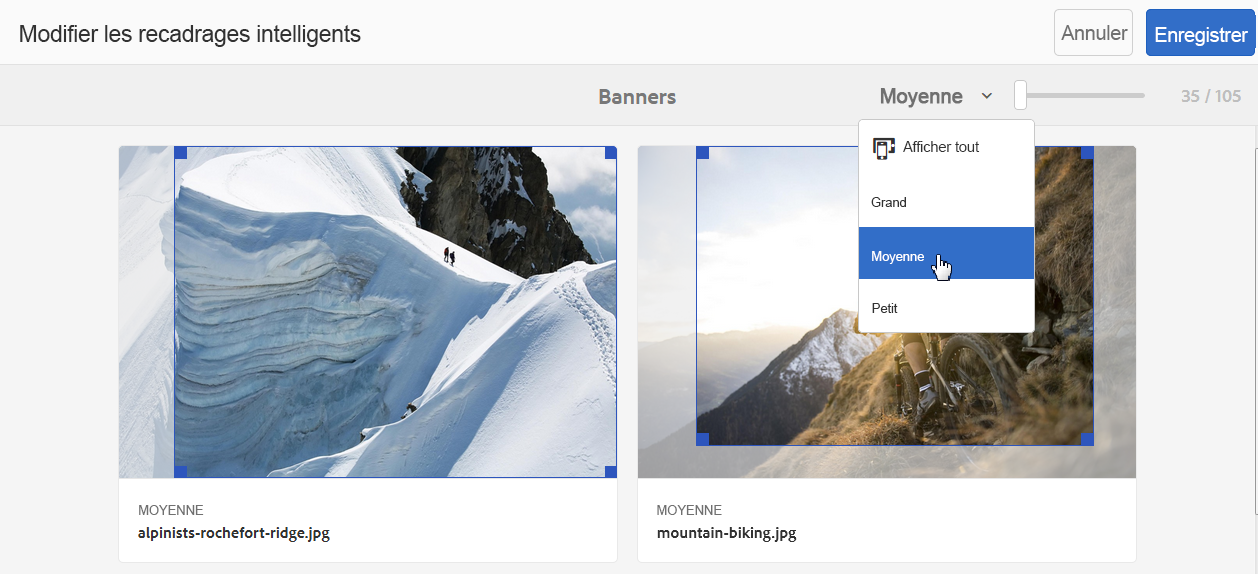 Modifier les recadrages intelligents
Annuler
Enregistrer
Banners
Moyenne
35 / 105
Afficher tout
Grand
Moyenne
Petit
MOYENNE
alpinists-rochefort-ridge.jpg
MOYENNE
mountain-biking.jpg